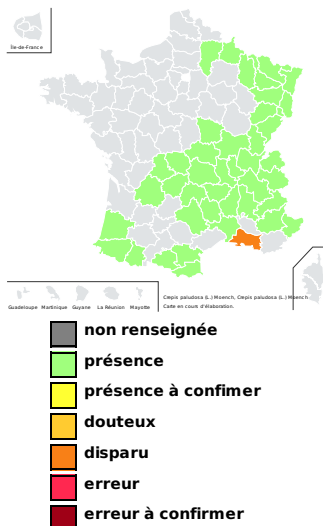 Île-de-France
Guadeloupe Martinique Guyane La Réunion Mayotte
Crepis paludosa (L.) Moench, Crepis paludosa (L.) Moench
Carte en cours d'élaboration.
non renseignée
présence
présence à confimer
douteux
disparu
erreur
erreur à confirmer